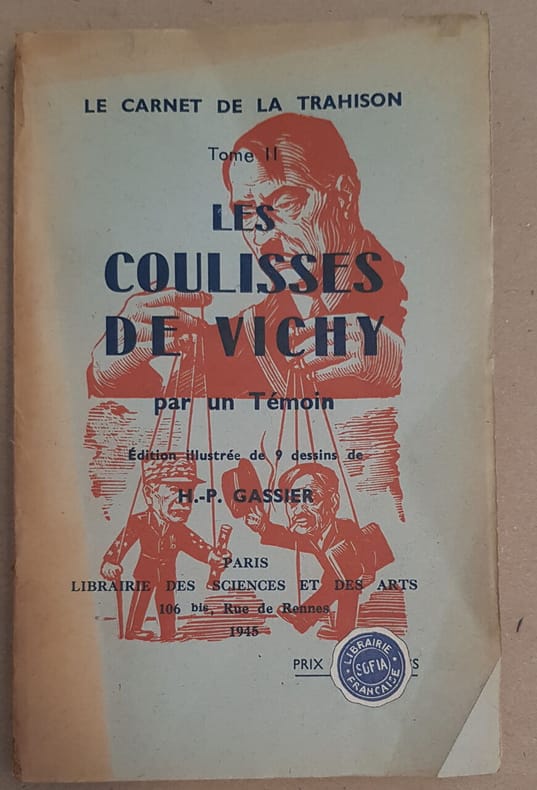 LE CARNET DE LA TRAHISON
Tome II
LES
COULISSES
DE VICHY
par un Témoin
Édition illustrée de 9 dessins de
H.-P. GASSIER
PARIS
LIBRAIRIE DES SCIENCES ET DES ARTS
106 bis, Rue de Rennes
1945
PRIX
LIBRAIRIE
SOFIA
FRANCAISE